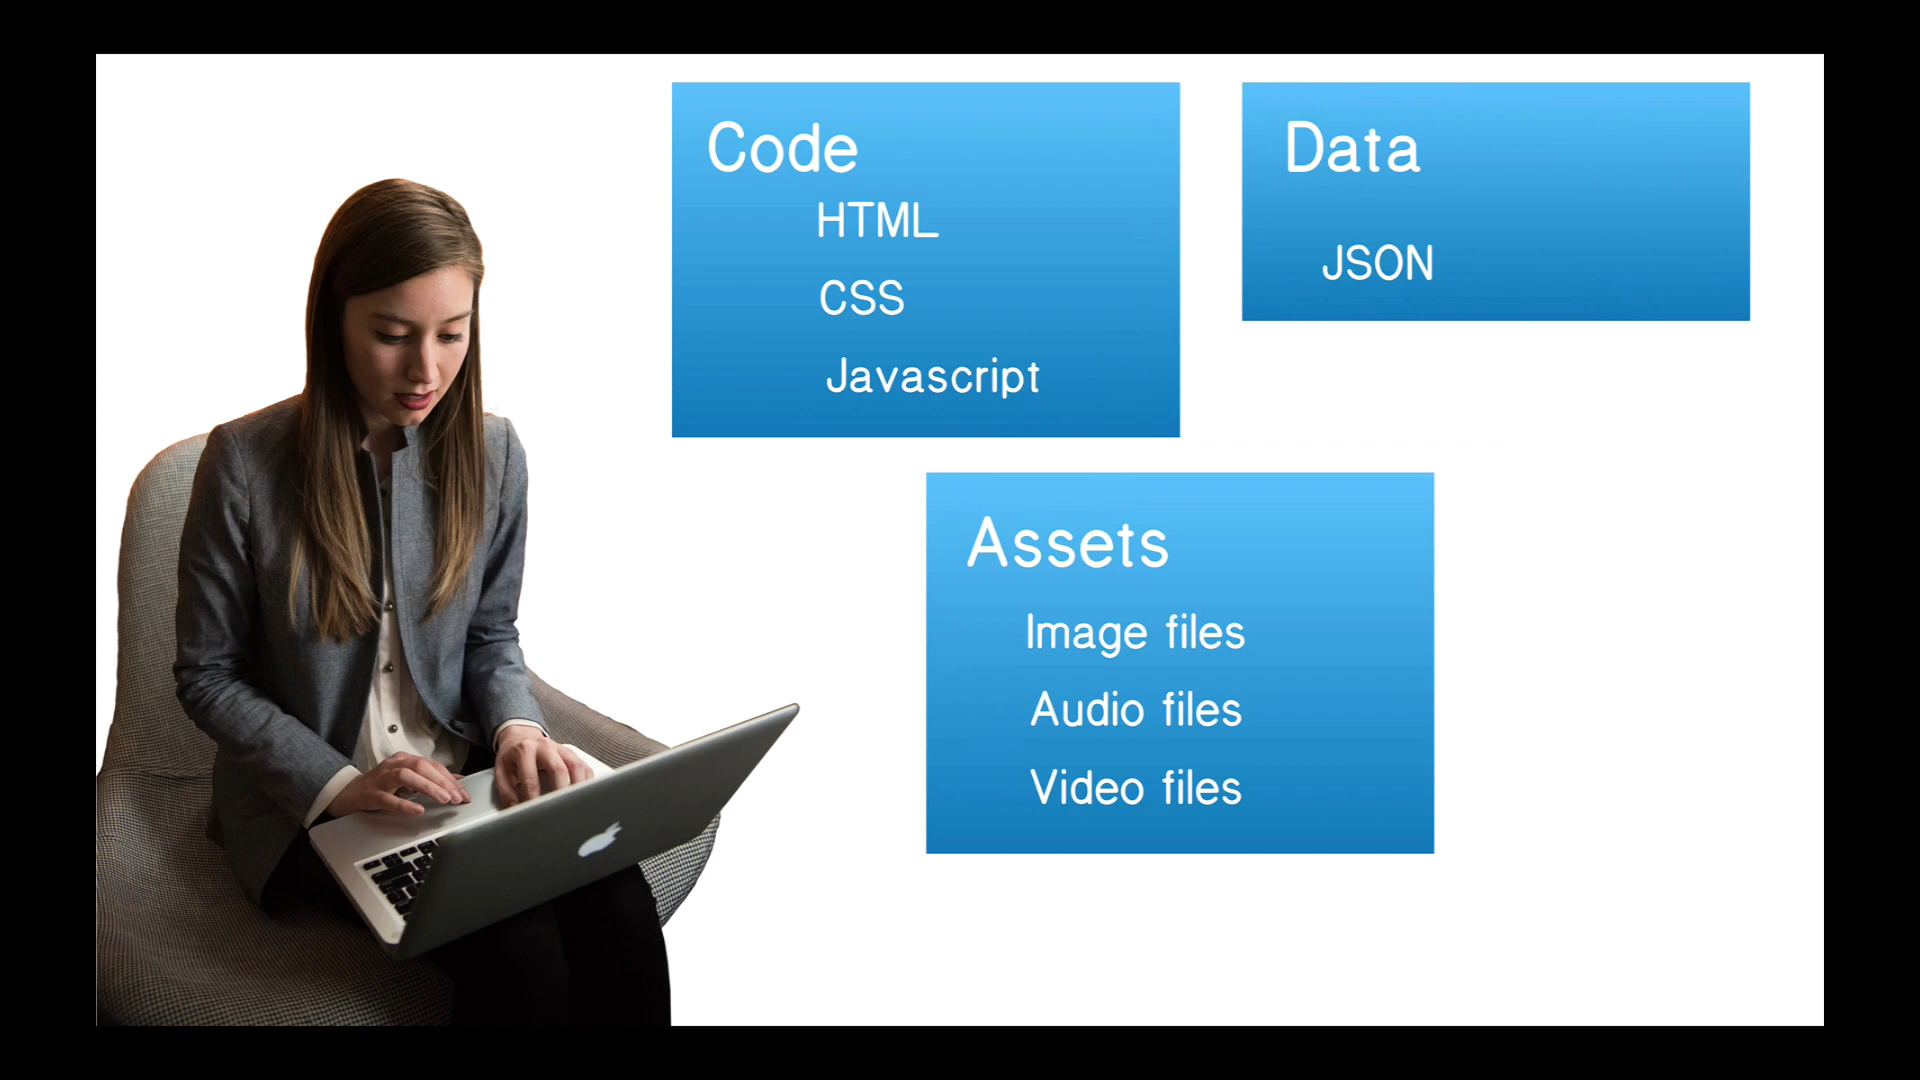 Code
HTML
CSS
Javascript
Data
JSON
Assets
Image files
Audio files
Video files